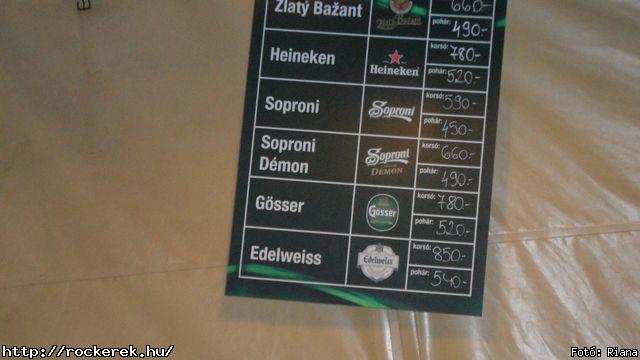 Zlatý Bažant
Zlatý Bažant
660-
pohár: 490.-
Heineken
Heineken
korsó: 780.-
pohár: 520.-
Soproni
Soproni
korsó: 590.-
pohár: 450.-
Soproni
Démon
Soproni
DÉMON
korsó: 660.-
pohár: 490.-
Gösser
Gösser
korsó: 780.-
pohár: 520.-
Edelweiss
Edelweiss
korsó: 850.-
pohár: 540.-
http://rockerek.hu/
Fotó: Riana